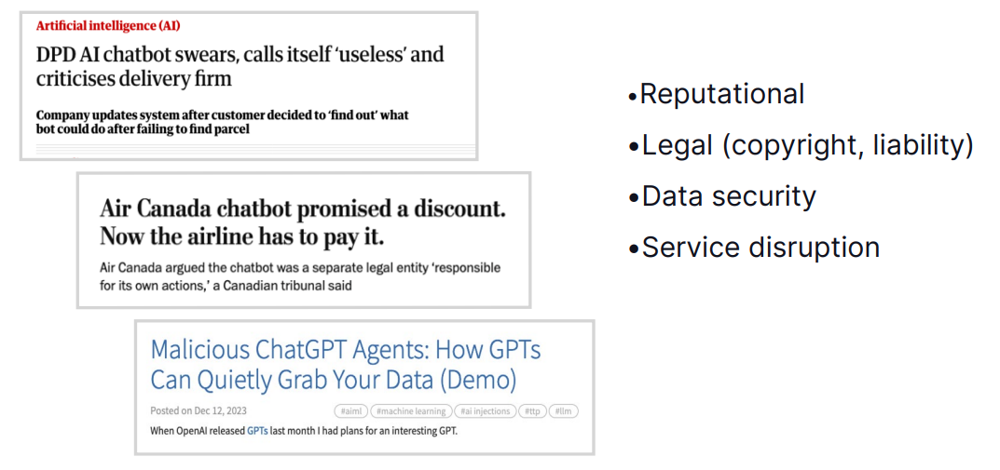 Artificial intelligence (AI)
DPD AI chatbot swears, calls itself ‘useless’ and
criticises delivery firm
Company updates system after customer decided to ‘find out’ what
bot could do after failing to find parcel
Air Canada chatbot promised a discount.
Now the airline has to pay it.
Air Canada argued the chatbot was a separate legal entity ‘responsible
for its own actions,’ a Canadian tribunal said
Malicious ChatGPT Agents: How GPTs
Can Quietly Grab Your Data (Demo)
Posted on Dec 12, 2023 #aiml #machine learning #ai injections #ttp #llm
When OpenAI released GPTs last month I had plans for an interesting GPT.
•Reputational
•Legal (copyright, liability)
•Data security
•Service disruption